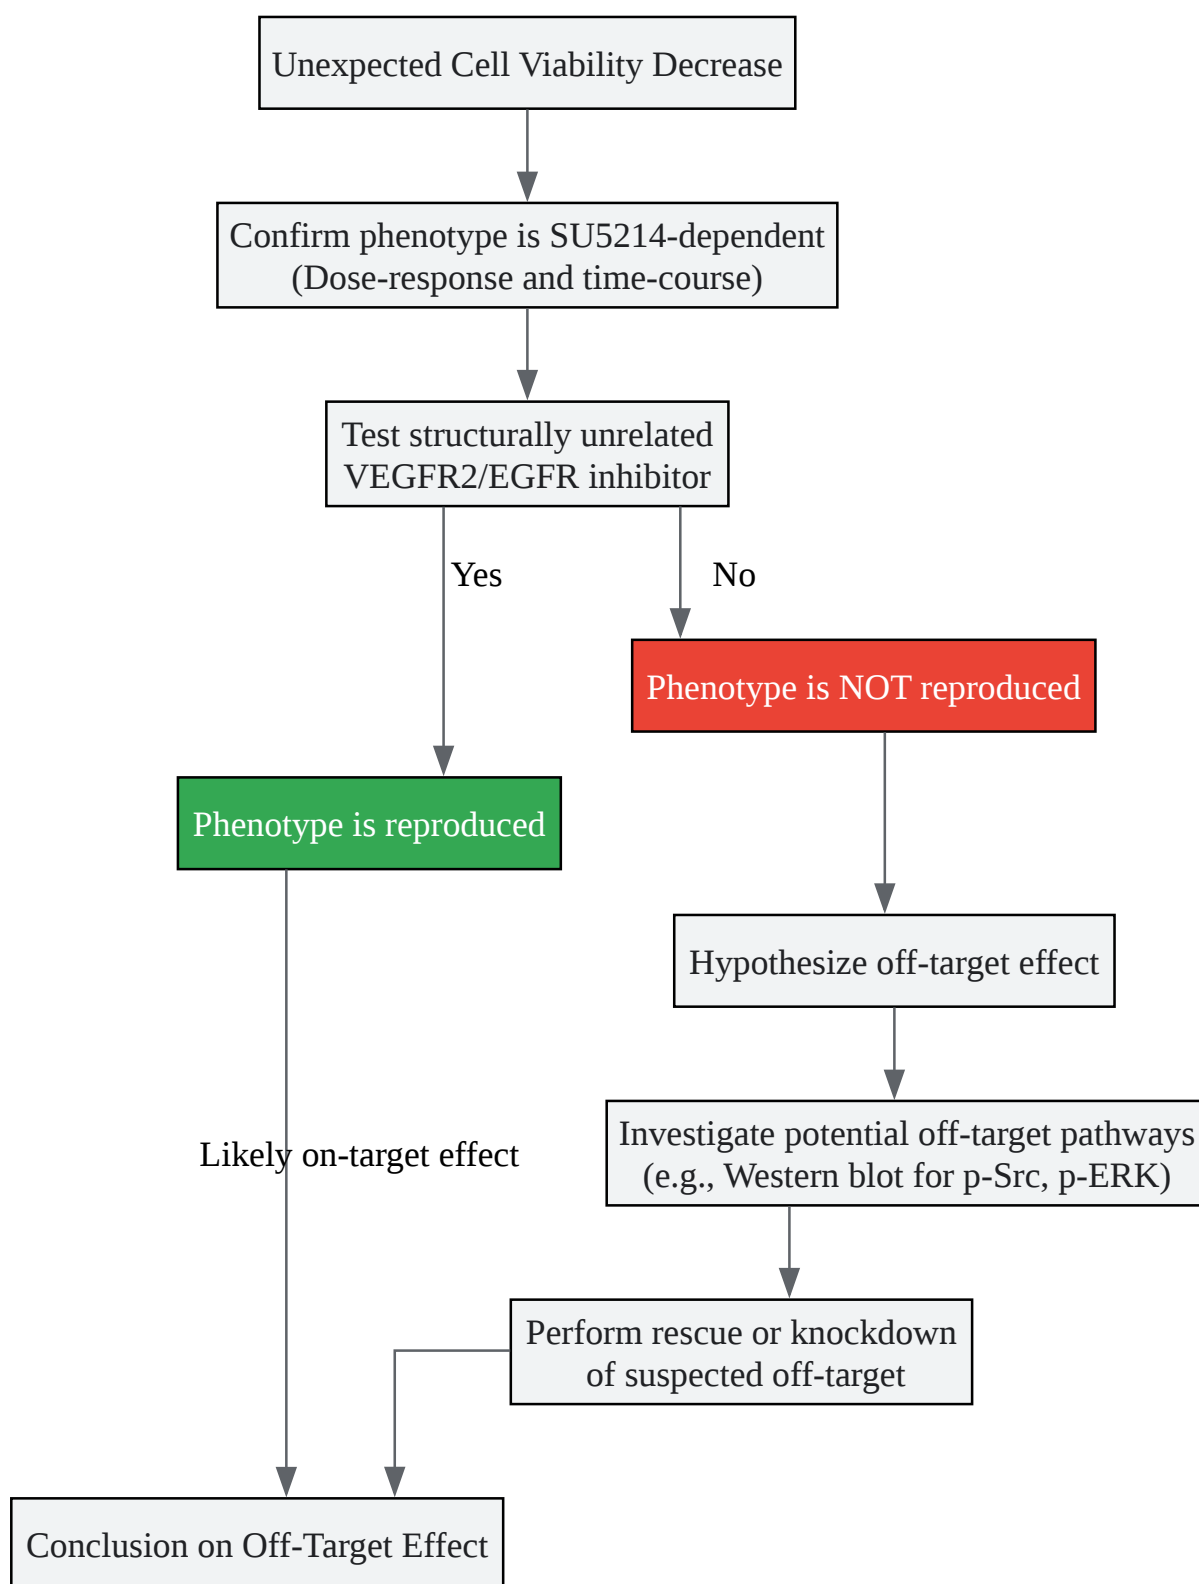 Unexpected Cell Viability Decrease
Confirm phenotype is SU5214-dependent
(Dose-response and time-course)
Test structurally unrelated
VEGFR2/EGFR inhibitor
Yes
No
Phenotype is NOT reproduced
Phenotype is reproduced
Hypothesize off-target effect
Investigate potential off-target pathways
(e.g., Western blot for p-Src, p-ERK)
Likely on-target effect
Perform rescue or knockdown
of suspected off-target
Conclusion on Off-Target Effect